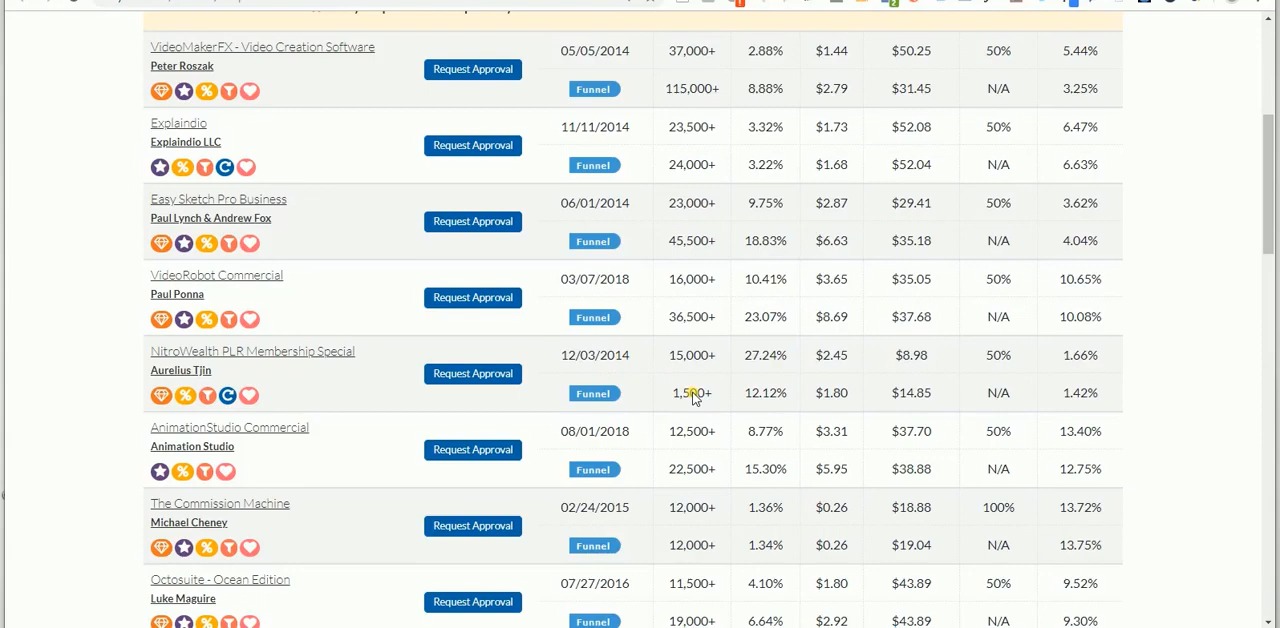 VideoMakerFX - Video Creation Software
Peter Roszak
Request Approval
05/05/2014 37,000+ 2.88% $1.44 $50.25 50% 5.44%
Funnel 115,000+ 8.88% $2.79 $31.45 N/A 3.25%
Explaindio
Explaindio LLC
Request Approval
11/11/2014 23,500+ 3.32% $1.73 $52.08 50% 6.47%
Funnel 24,000+ 3.22% $1.68 $52.04 N/A 6.63%
Easy Sketch Pro Business
Paul Lynch & Andrew Fox
Request Approval
06/01/2014 23,000+ 9.75% $2.87 $29.41 50% 3.62%
Funnel 45,500+ 18.83% $6.63 $35.18 N/A 4.04%
VideoRobot Commercial
Paul Ponna
Request Approval
03/07/2018 16,000+ 10.41% $3.65 $35.05 50% 10.65%
Funnel 36,500+ 23.07% $8.69 $37.68 N/A 10.08%
NitroWealth PLR Membership Special
Aurelius Tjin
Request Approval
12/03/2014 15,000+ 27.24% $2.45 $8.98 50% 1.66%
Funnel 1,500+ 12.12% $1.80 $14.85 N/A 1.42%
AnimationStudio Commercial
Animation Studio
Request Approval
08/01/2018 12,500+ 8.77% $3.31 $37.70 50% 13.40%
Funnel 22,500+ 15.30% $5.95 $38.88 N/A 12.75%
The Commission Machine
Michael Cheney
Request Approval
02/24/2015 12,000+ 1.36% $0.26 $18.88 100% 13.72%
Funnel 12,000+ 1.34% $0.26 $19.04 N/A 13.75%
Octosuite - Ocean Edition
Luke Maguire
Request Approval
07/27/2016 11,500+ 4.10% $1.80 $43.89 50% 9.52%
Funnel 19,000+ 6.64% $2.92 $43.89 N/A 9.30%